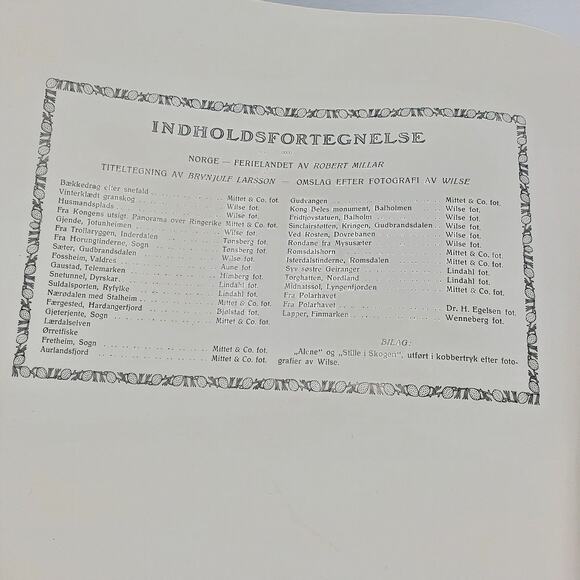 INDHOLDSFORTEGNELSE
NORGE — FERIELANDET AV ROBERT MILLAR
TITELTEGNING AV BRYNJULF LARSSON — OMSLAG EFTER FOTOGRAFI AV WILSE
Bækkedrag efter snefald Mittet & Co. fot.
Vinterklædt granskog Wilse fot.
Husmandsplads Wilse fot.
Fra Kongens utsigt. Panorama over Ringerike Mittet & Co. fot.
Gjende, Jotunheimen Wilse fot.
Fra Trollaryggen, Inderdalen Tønsberg fot.
Fra Horungtinderne, Sogn Tønsberg fot.
Sæter, Gudbrandsdalen Wilse fot.
Fossheim, Valdres Aune fot.
Gaustad, Telemarken Himberg fot.
Snetunnel, Dyrskar Lindahl fot.
Suldalsporten, Ryfylke Lindahl fot.
Nærødalen med Stalheim Mittet & Co. fot.
Færgested, Hardangerfjord Bjølstad fot.
Gjeterjente, Sogn Mittet & Co. fot.
Lærdalselven
Ørretfiske
Fretheim, Sogn Mittet & Co. fot.
Aurlandsfjord Mittet & Co. fot.
Gudvangen Mittet & Co. fot.
Kong Beles monument, Balholmen Wilse fot.
Fridtjovstatuen, Balholm Wilse fot.
Sinclairstøtten, Kringen, Gudbrandsdalen Wilse fot.
Ved Rosten, Dovrebanen Wilse fot.
Rondane fra Mysusæter Wilse fot.
Romsdalshorn Mittet & Co. fot.
Isterdalstinderne, Romsdalen Mittet & Co. fot.
Syv søstre Geiranger Lindahl fot.
Torghatten, Nordland Lindahl fot.
Midnatssol, Lyngenfjorden Mittet & Co. fot.
Fra Polarhavet
Fra Polarhavet Dr. H. Egelsen fot.
Lapper, Finmarken Wenneberg fot.
BILAG:
„Alene" og „Stille i Skogen", utført i kobbertryk efter foto-
grafier av Wilse.